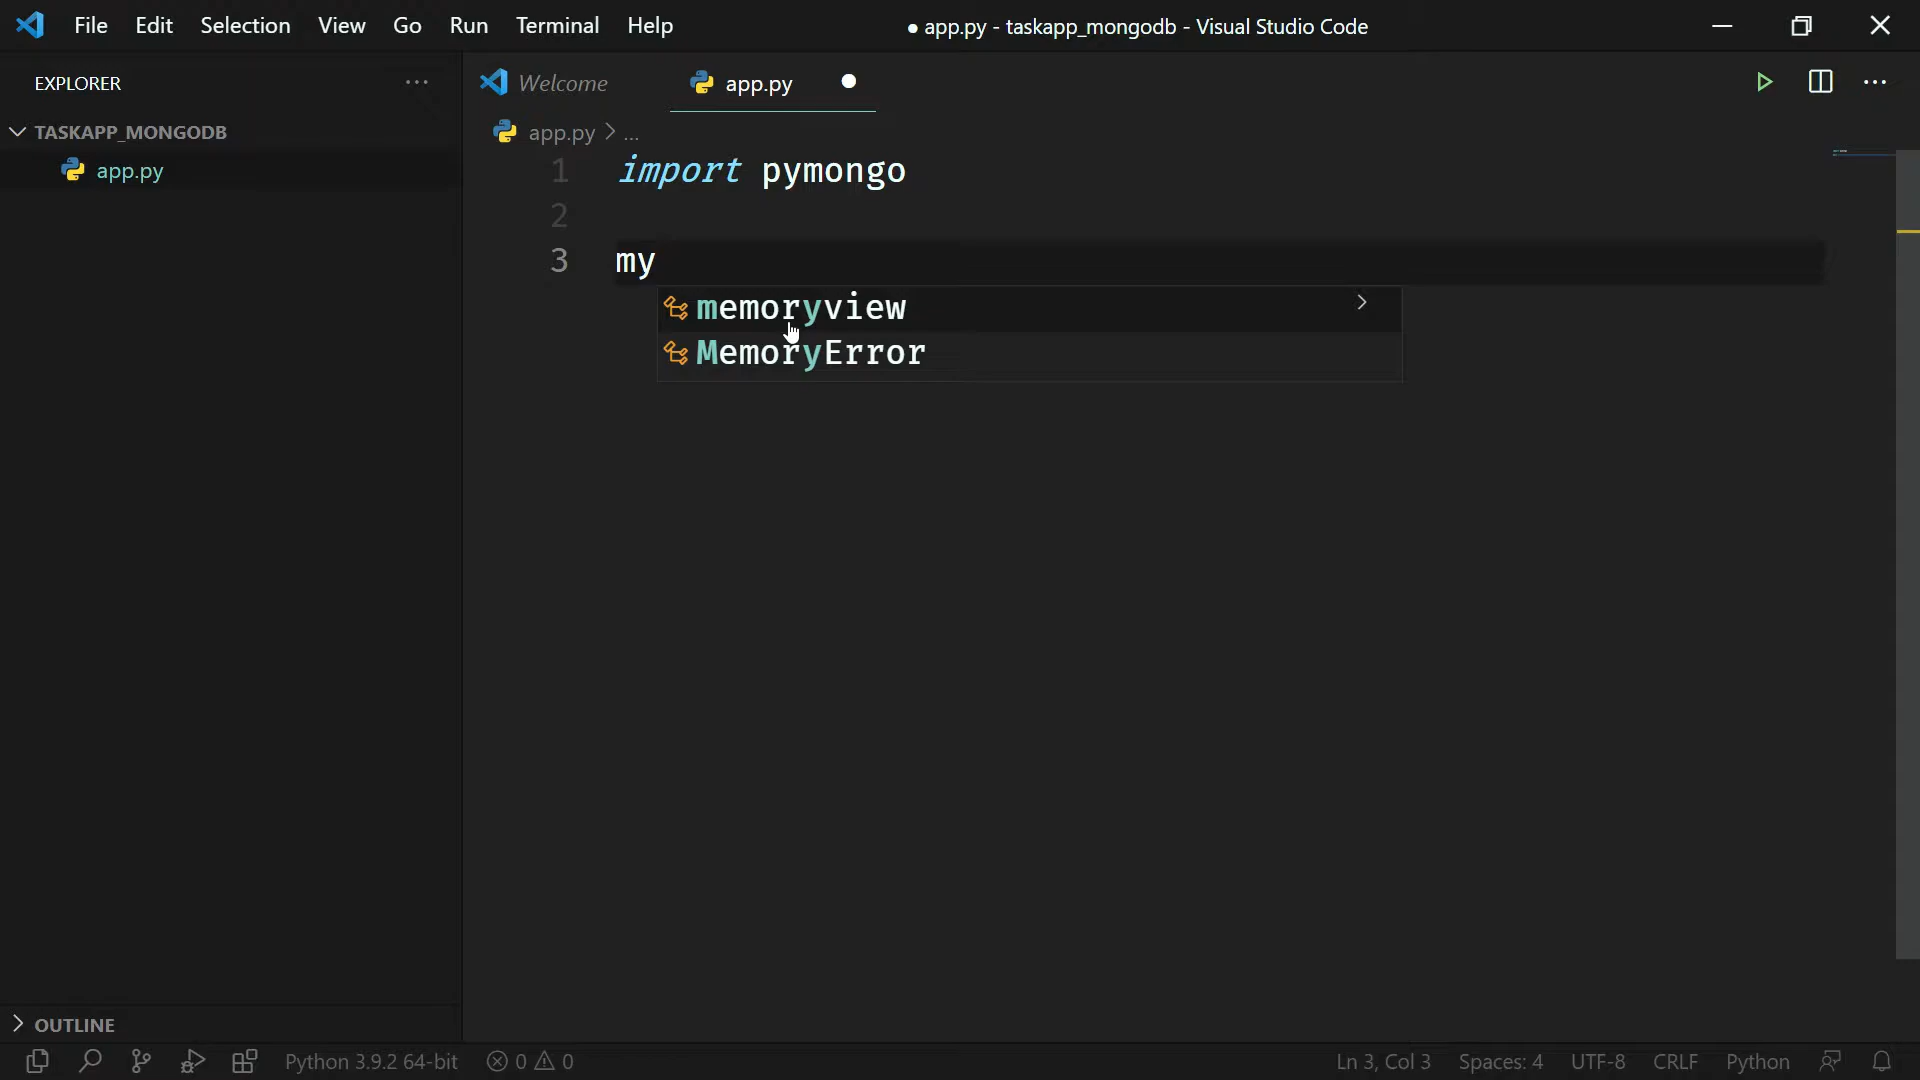 File Edit Selection View Go Run Terminal Help
● app.py - taskapp_mongodb - Visual Studio Code
EXPLORER
Welcome
app.py
TASKAPP_MONGODB
app.py > ...
app.py
1 import pymongo
2
3 my
memoryview
MemoryError
OUTLINE
Python 3.9.2 64-bit 0 0 Ln 3, Col 3 Spaces: 4 UTF-8 CRLF Python